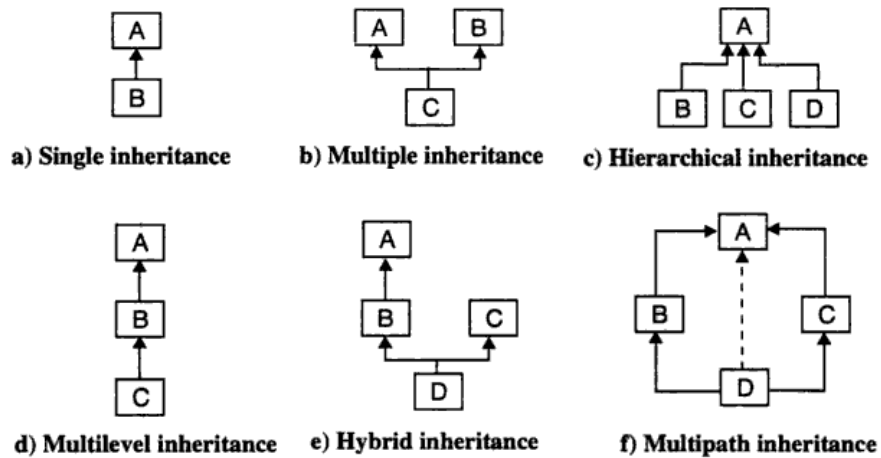 A
B
a) Single inheritance
A B
C
b) Multiple inheritance
A
B C D
c) Hierarchical inheritance
A
B
C
d) Multilevel inheritance
A
B C
D
e) Hybrid inheritance
A
B C
D
f) Multipath inheritance